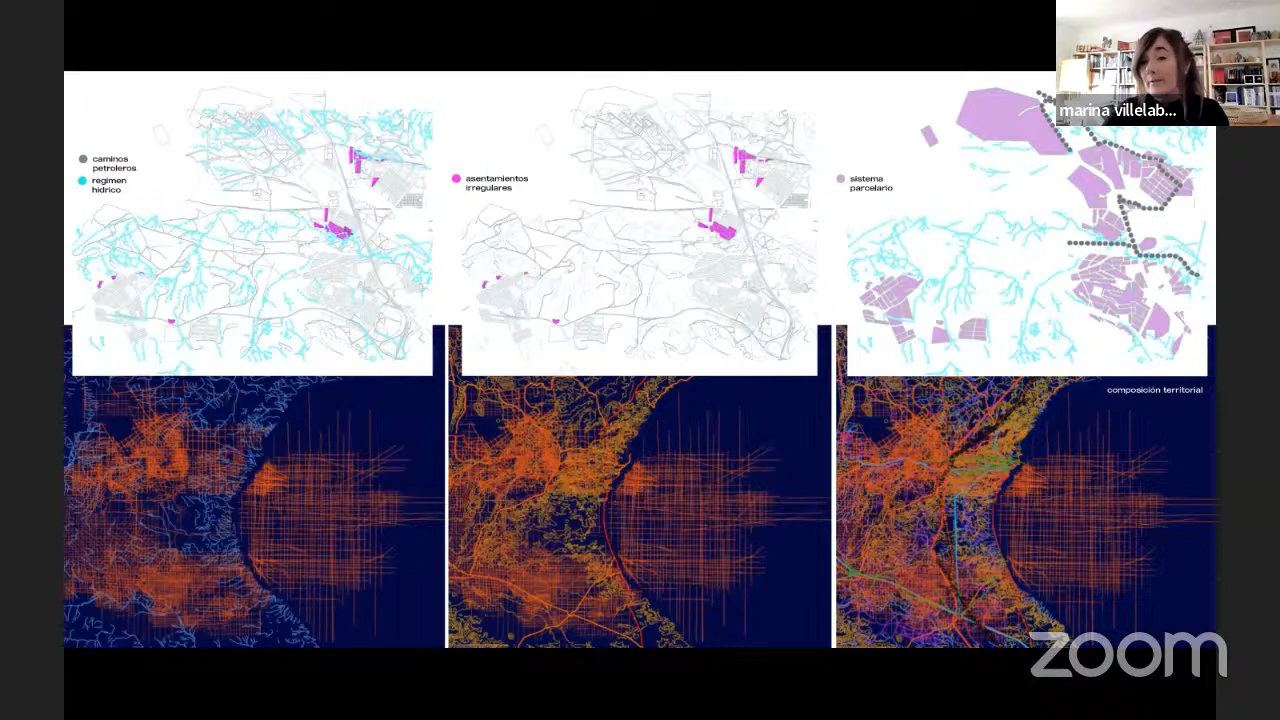 marina villelab...
caminos
petroleros
regimen
hídrico
asentamientos
irregulares
sistema
parcelario
composición territorial
zoom